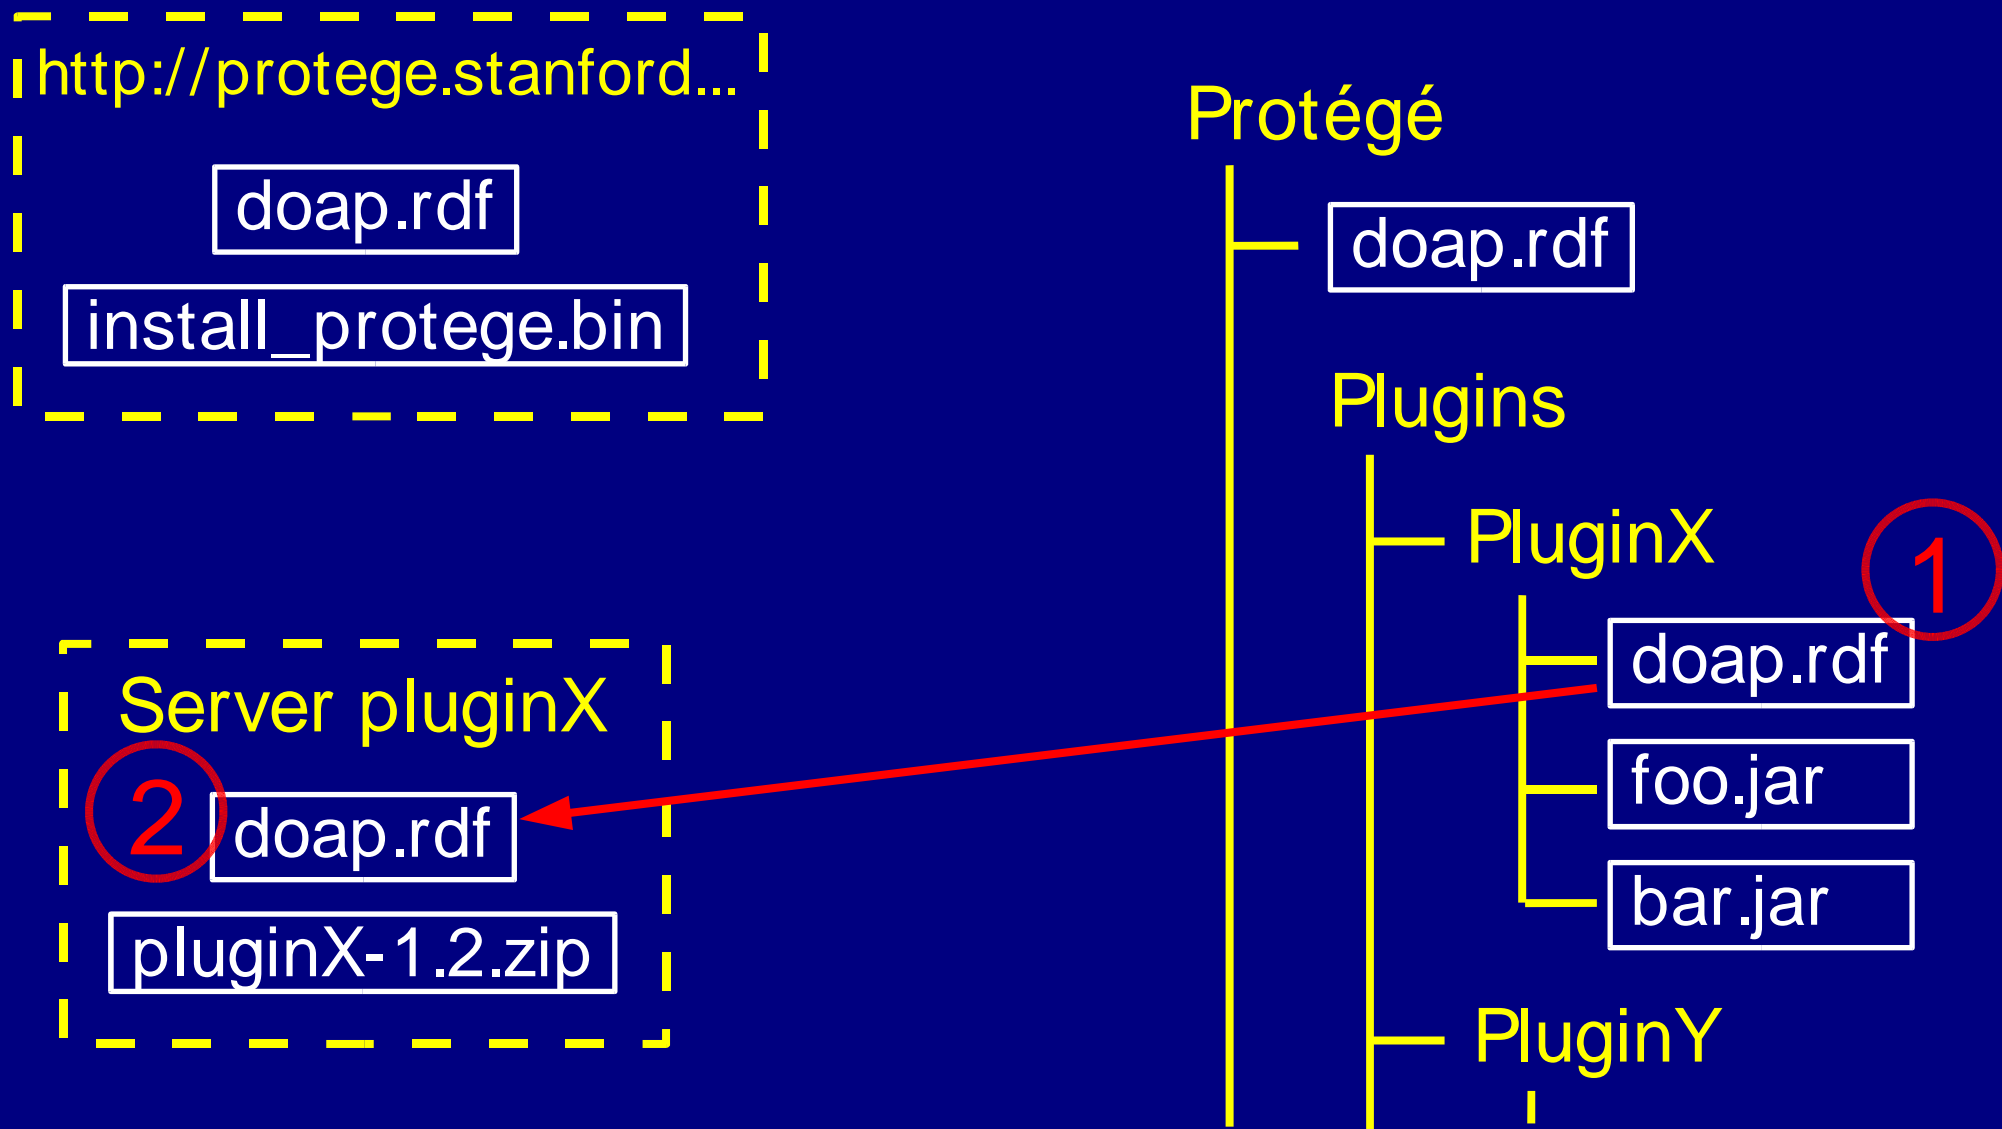 http://protege.stanford...
doap.rdf
install_protege.bin
Server pluginX
2
doap.rdf
pluginX-1.2.zip
Protégé
doap.rdf
Plugins
PluginX
1
doap.rdf
foo.jar
bar.jar
PluginY